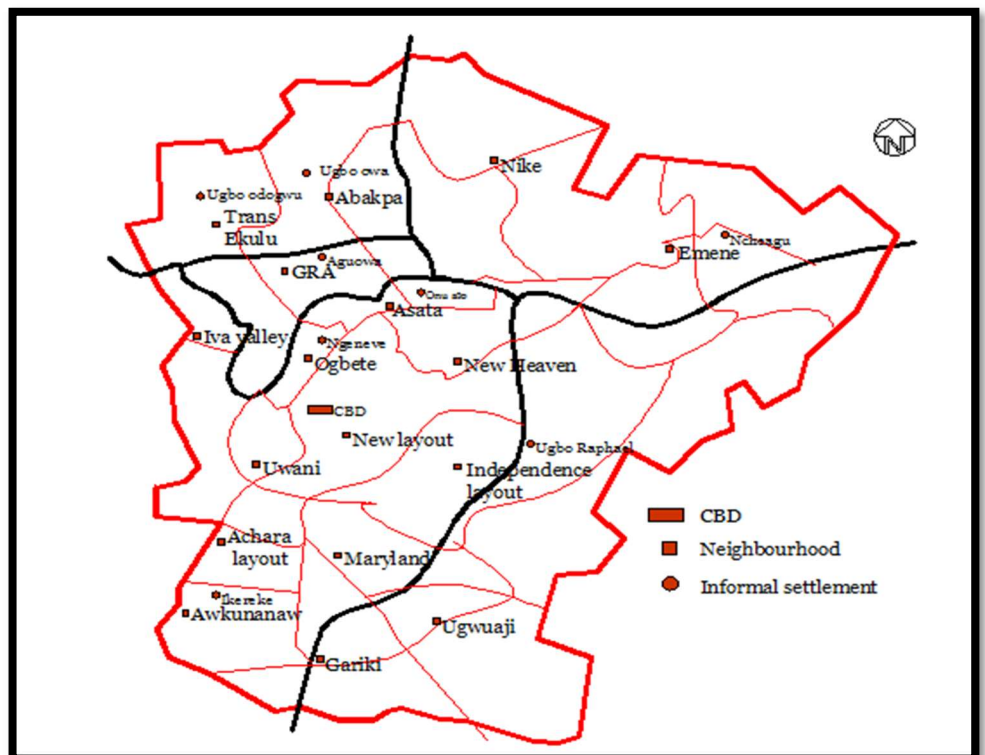 N
Nike
Ugbo owa
Ugbo odogwu
Abakpa
Trans
Ekulu
Nchaagu
Emene
Aguowa
GRA
Onu ato
Asata
Iva valley
Ngeneve
Ogbete
New Heaven
CBD
New layout
Ugbo Raphael
Uwani
Independence
layout
CBD
Achara
layout
Neighbourhood
Maryland
Informal settlement
Ikereke
Awkunanaw
Ugwuaji
Gariki